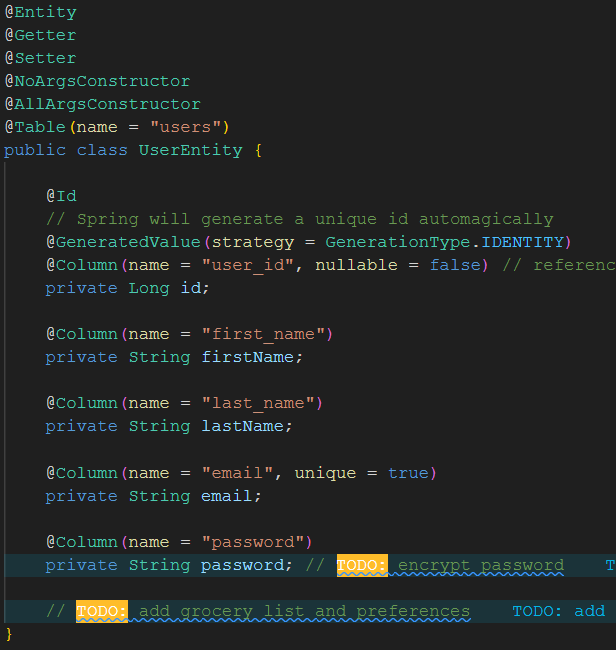 @Entity
@Getter
@Setter
@NoArgsConstructor
@AllArgsConstructor
@Table(name = "users")
public class UserEntity {
@Id
// Spring will generate a unique id automagically
@GeneratedValue(strategy = GenerationType.IDENTITY)
@Column(name = "user_id", nullable = false) // referenc
private Long id;
@Column(name = "first_name")
private String firstName;
@Column(name = "last_name")
private String lastName;
@Column(name = "email", unique = true)
private String email;
@Column(name = "password")
private String password; // TODO: encrypt password T
// TODO: add grocery list and preferences TODO: add
}